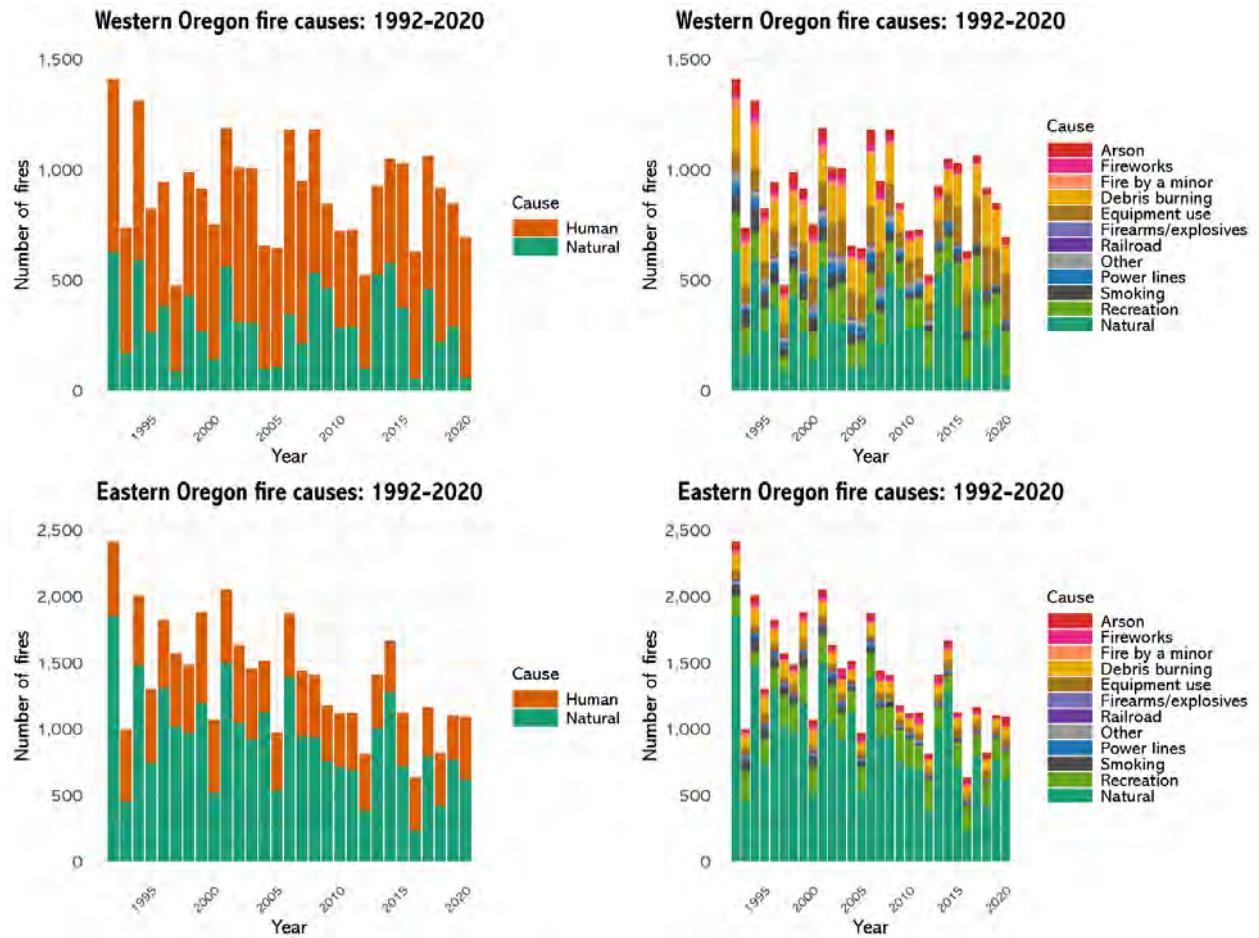 Western Oregon fire causes: 1992–2020
1,500
1,000
500
0
Number of fires
1995
2000
2005
2010
2015
2020
Year
Cause
Human
Natural
Western Oregon fire causes: 1992–2020
1,500
1,000
500
0
Number of fires
1995
2000
2005
2010
2015
2020
Year
Cause
Arson
Fireworks
Fire by a minor
Debris burning
Equipment use
Firearms/explosives
Railroad
Other
Power lines
Smoking
Recreation
Natural
Eastern Oregon fire causes: 1992–2020
2,500
2,000
1,500
1,000
500
0
Number of fires
1995
2000
2005
2010
2015
2020
Year
Cause
Human
Natural
Eastern Oregon fire causes: 1992–2020
2,500
2,000
1,500
1,000
500
0
Number of fires
1995
2000
2005
2010
2015
2020
Year
Cause
Arson
Fireworks
Fire by a minor
Debris burning
Equipment use
Firearms/explosives
Railroad
Other
Power lines
Smoking
Recreation
Natural